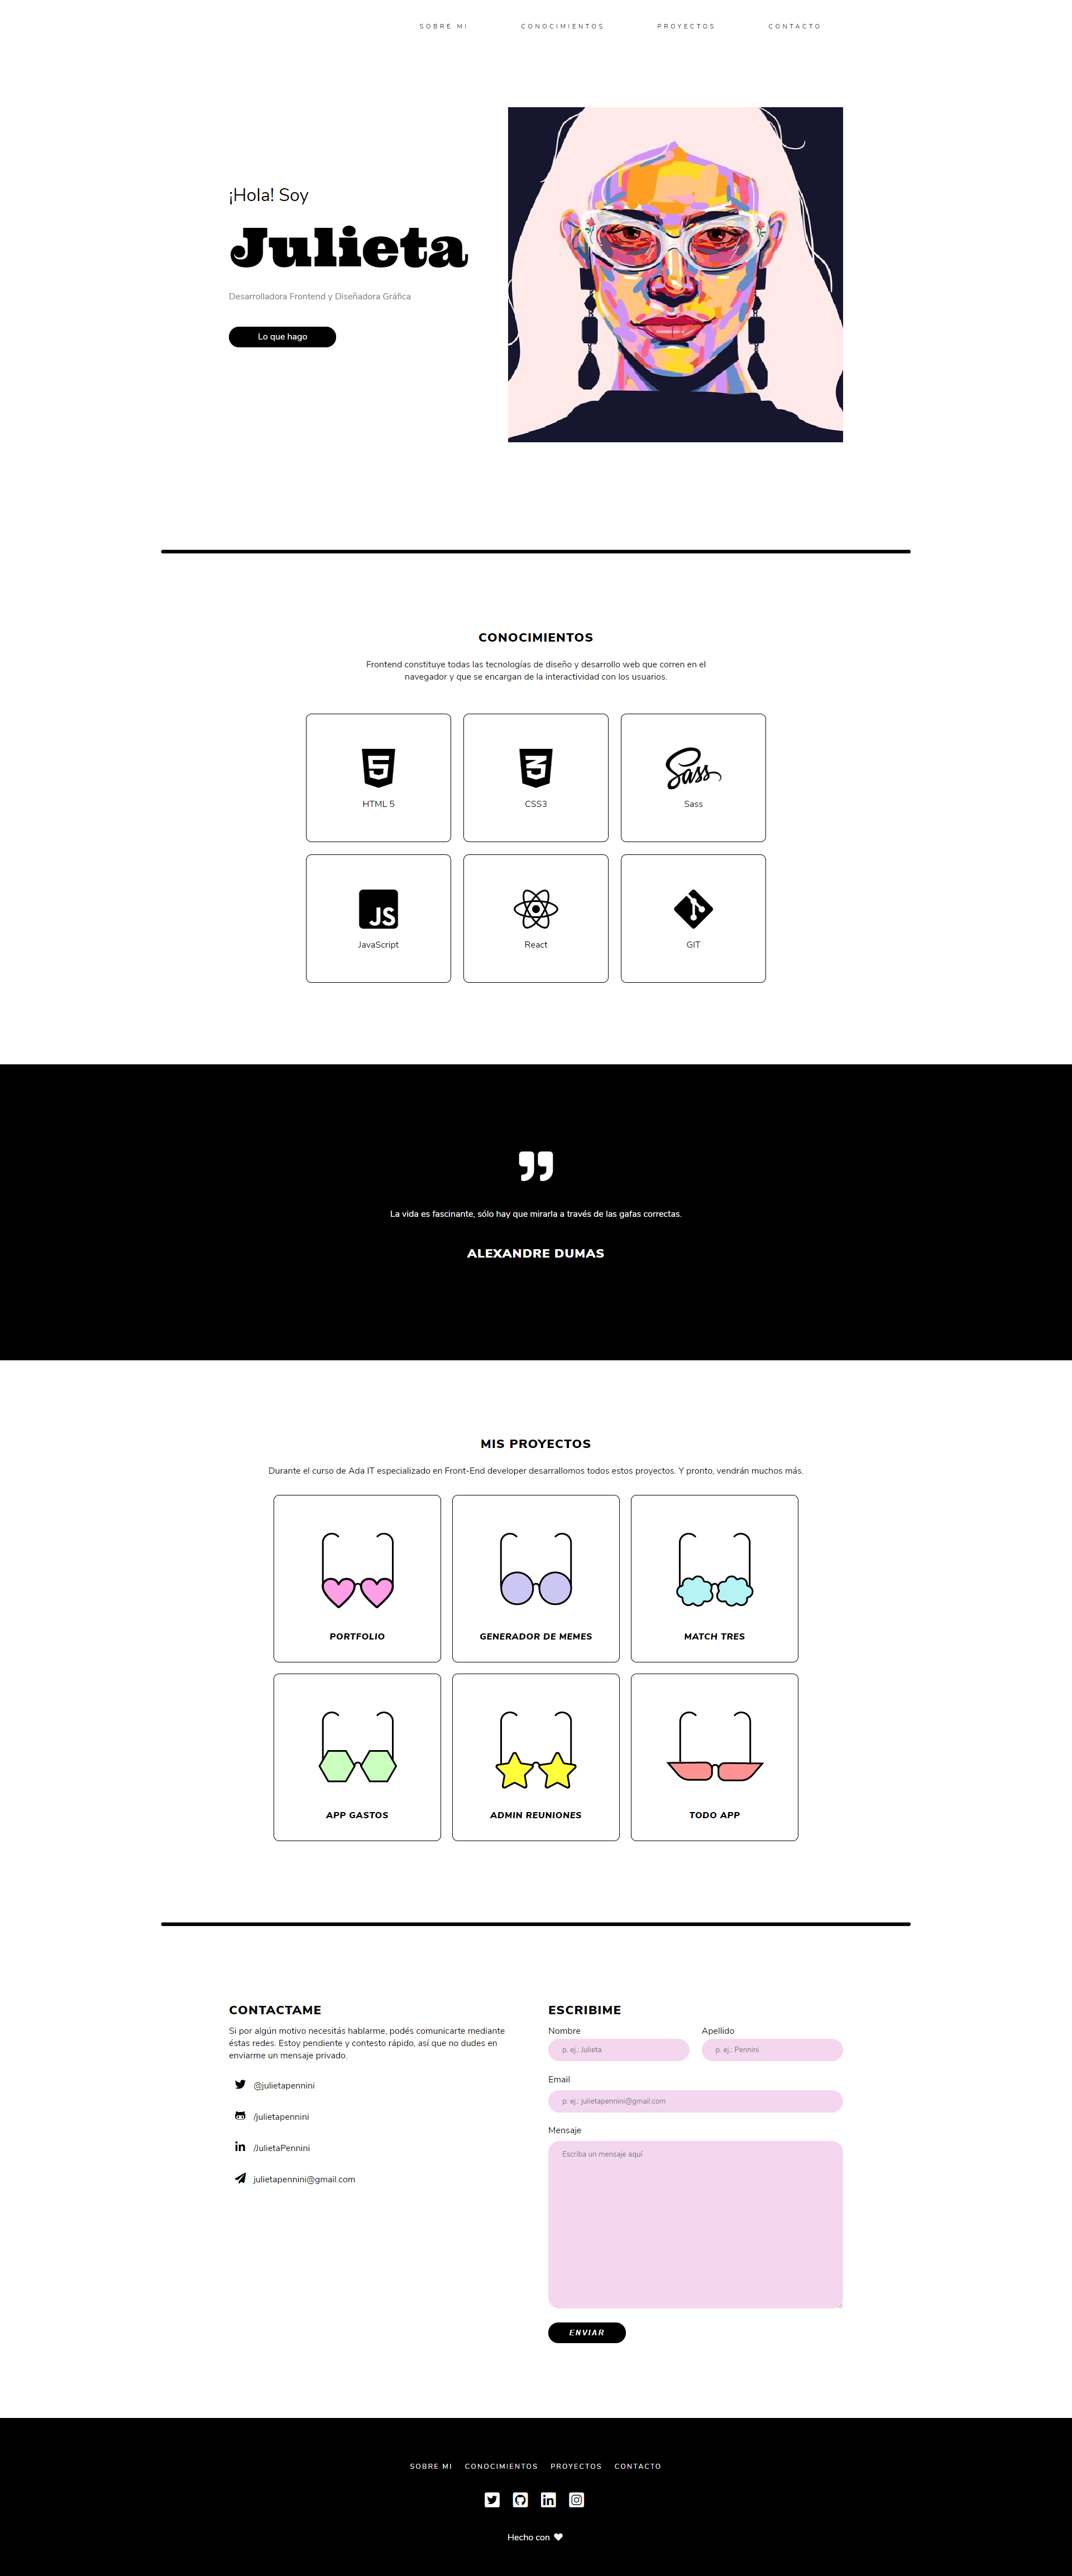 SOBRE MI CONOCIMIENTOS PROYECTOS CONTACTO
¡Hola! Soy
Julieta
Desarrolladora Frontend y Diseñadora Gráfica
Lo que hago
CONOCIMIENTOS
Frontend constituye todas las tecnologías de diseño y desarrollo web que corren en el
navegador y que se encargan de la interactividad con los usuarios.
5 3 Sass
HTML 5 CSS3 Sass
JS
JavaScript React GIT
La vida es fascinante, sólo hay que mirarla a través de las gafas correctas.
ALEXANDRE DUMAS
MIS PROYECTOS
Durante el curso de Ada IT especializado en Front-End developer desarrallomos todos estos proyectos. Y pronto, vendrán muchos más.
PORTFOLIO GENERADOR DE MEMES MATCH TRES
APP GASTOS ADMIN REUNIONES TODO APP
CONTACTAME
Si por algún motivo necesitás hablarme, podés comunicarte mediante
éstas redes. Estoy pendiente y contesto rápido, así que no dudes en
enviarme un mensaje privado.
@julietapennini
/julietapennini
in /JulietaPennini
julietapennini@gmail.com
ESCRIBIME
Nombre Apellido
p. ej.: Julieta p. ej.: Pennini
Email
p. ej.: julietapennini@gmail.com
Mensaje
Escriba un mensaje aquí
ENVIAR
SOBRE MI CONOCIMIENTOS PROYECTOS CONTACTO
in
Hecho con